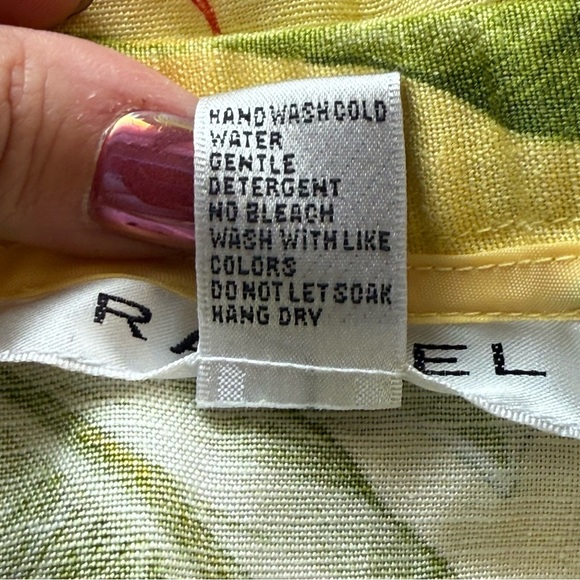 HAND WASH COLD
WATER
GENTLE
DETERGENT
NO BLEACH
WASH WITH LIKE
COLORS
DO NOT LET SOAK
HANG DRY